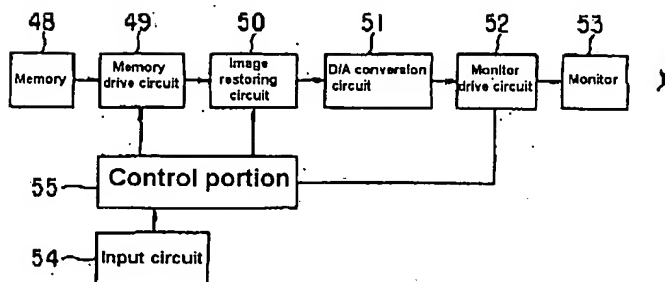 48 49 50 51 52 53
Memory
Memory
drive circuit
Image
restoring
circuit
D/A conversion
circuit
Monitor
drive circuit
Monitor
55
Control portion
54
Input circuit